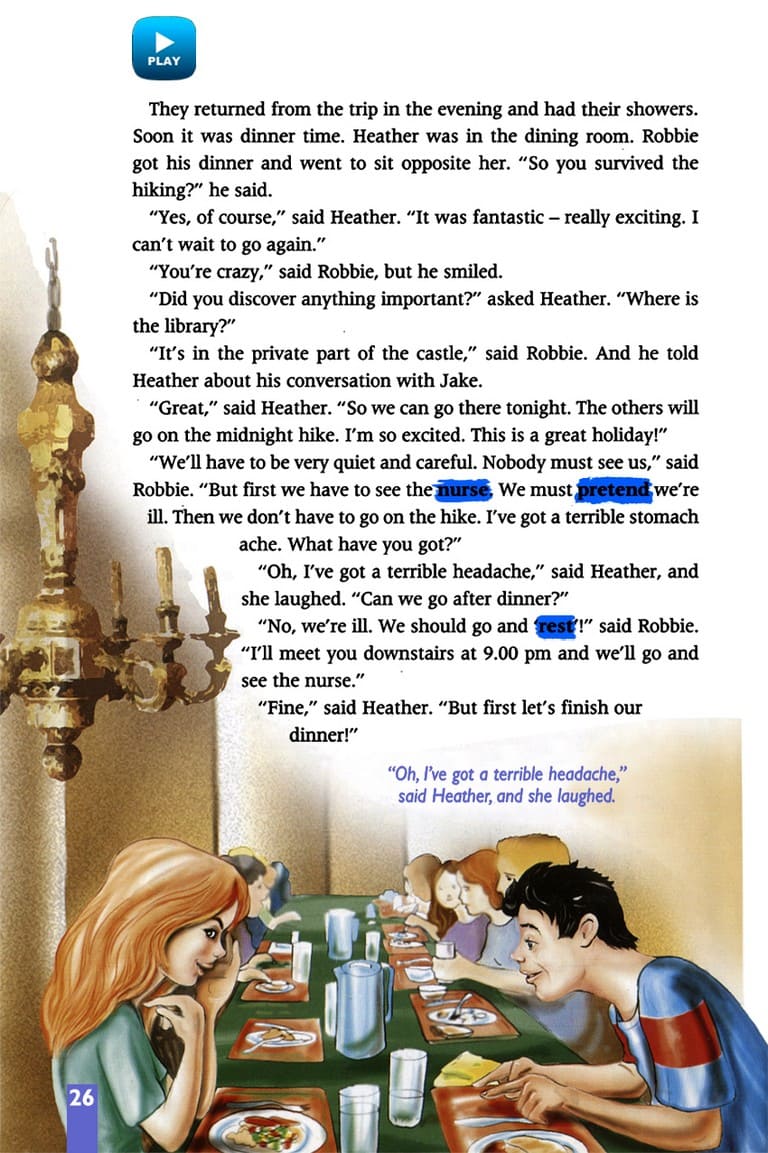 PLAY
They returned from the trip in the evening and had their showers.
Soon it was dinner time. Heather was in the dining room. Robbie
got his dinner and went to sit opposite her. “So you survived the
hiking?” he said.
“Yes, of course,” said Heather. “It was fantastic – really exciting. I
can’t wait to go again.”
“You’re crazy,” said Robbie, but he smiled.
“Did you discover anything important?” asked Heather. “Where is
the library?”
“It’s in the private part of the castle,” said Robbie. And he told
Heather about his conversation with Jake.
“Great,” said Heather. “So we can go there tonight. The others will
go on the midnight hike. I’m so excited. This is a great holiday!”
“We’ll have to be very quiet and careful. Nobody must see us,” said
Robbie. “But first we have to see the nurse. We must pretend we’re
ill. Then we don’t have to go on the hike. I’ve got a terrible stomach
ache. What have you got?”
“Oh, I’ve got a terrible headache,” said Heather, and
she laughed. “Can we go after dinner?”
“No, we’re ill. We should go and ‘rest’!” said Robbie.
“I’ll meet you downstairs at 9.00 pm and we’ll go and
see the nurse.”
“Fine,” said Heather. “But first let’s finish our
dinner!”
“Oh, I’ve got a terrible headache,”
said Heather, and she laughed.
26